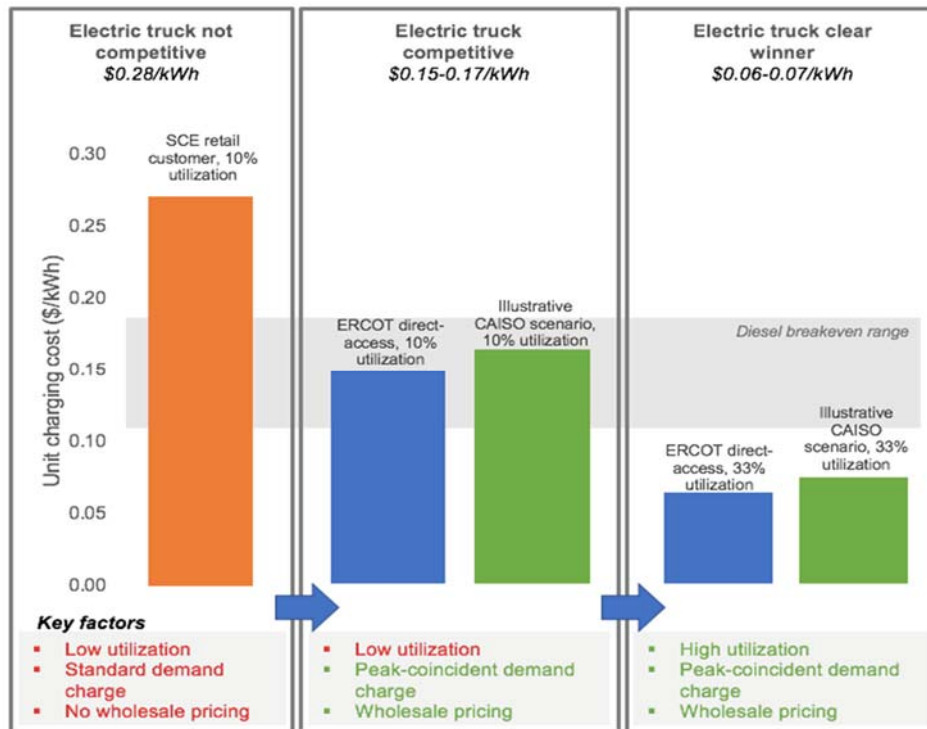 Electric truck not
competitive
$0.28/kWh
Electric truck
competitive
$0.15-0.17/kWh
Electric truck clear
winner
$0.06-0.07/kWh
Unit charging cost ($/kWh)
0.30
0.25
0.20
0.15
0.10
0.05
0.00
SCE retail
customer, 10%
utilization
ERCOT direct-
access, 10%
utilization
Illustrative
CAISO scenario,
10% utilization
Diesel breakeven range
ERCOT direct-
access, 33%
utilization
Illustrative
CAISO
scenario, 33%
utilization
Key factors
▪ Low utilization
▪ Standard demand
charge
▪ No wholesale pricing
▪ Low utilization
▪ Peak-coincident demand
charge
▪ Wholesale pricing
▪ High utilization
▪ Peak-coincident demand
charge
▪ Wholesale pricing